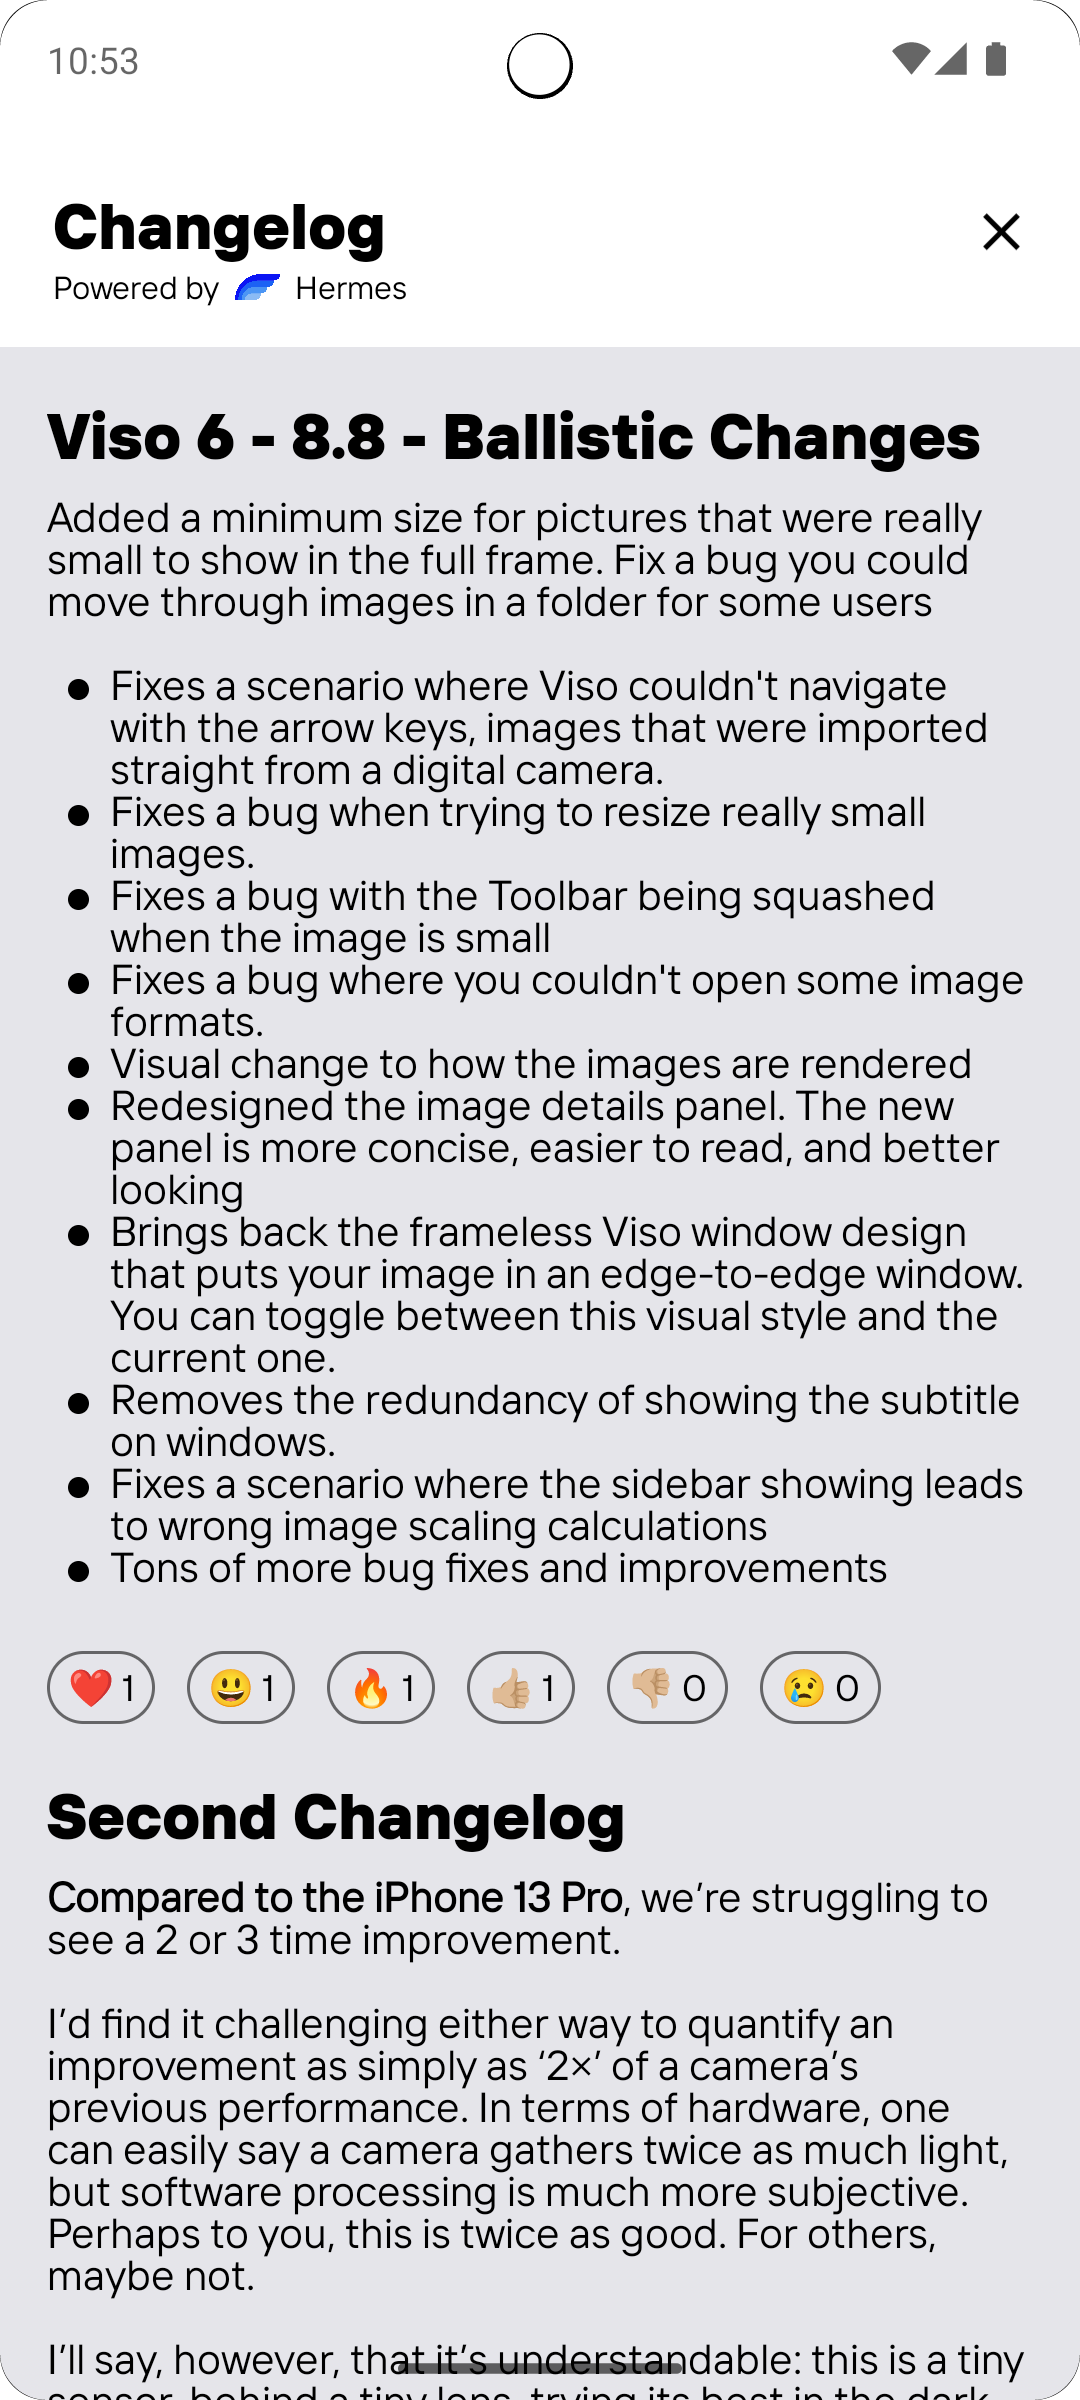 10:53
Changelog
Powered by Hermes
Viso 6 - 8.8 - Ballistic Changes
Added a minimum size for pictures that were really
small to show in the full frame. Fix a bug you could
move through images in a folder for some users
● Fixes a scenario where Viso couldn't navigate
with the arrow keys, images that were imported
straight from a digital camera.
● Fixes a bug when trying to resize really small
images.
● Fixes a bug with the Toolbar being squashed
when the image is small
● Fixes a bug where you couldn't open some image
formats.
● Visual change to how the images are rendered
● Redesigned the image details panel. The new
panel is more concise, easier to read, and better
looking
● Brings back the frameless Viso window design
that puts your image in an edge-to-edge window.
You can toggle between this visual style and the
current one.
● Removes the redundancy of showing the subtitle
on windows.
● Fixes a scenario where the sidebar showing leads
to wrong image scaling calculations
● Tons of more bug fixes and improvements
❤️ 1 😃 1 🔥 1 👍🏼 1 👎🏼 0 😢 0
Second Changelog
Compared to the iPhone 13 Pro, we’re struggling to
see a 2 or 3 time improvement.
I’d find it challenging either way to quantify an
improvement as simply as ‘2×’ of a camera’s
previous performance. In terms of hardware, one
can easily say a camera gathers twice as much light,
but software processing is much more subjective.
Perhaps to you, this is twice as good. For others,
maybe not.
I’ll say, however, that it’s understandable: this is a tiny
sensor, behind a tiny lens, trying its best in the dark.